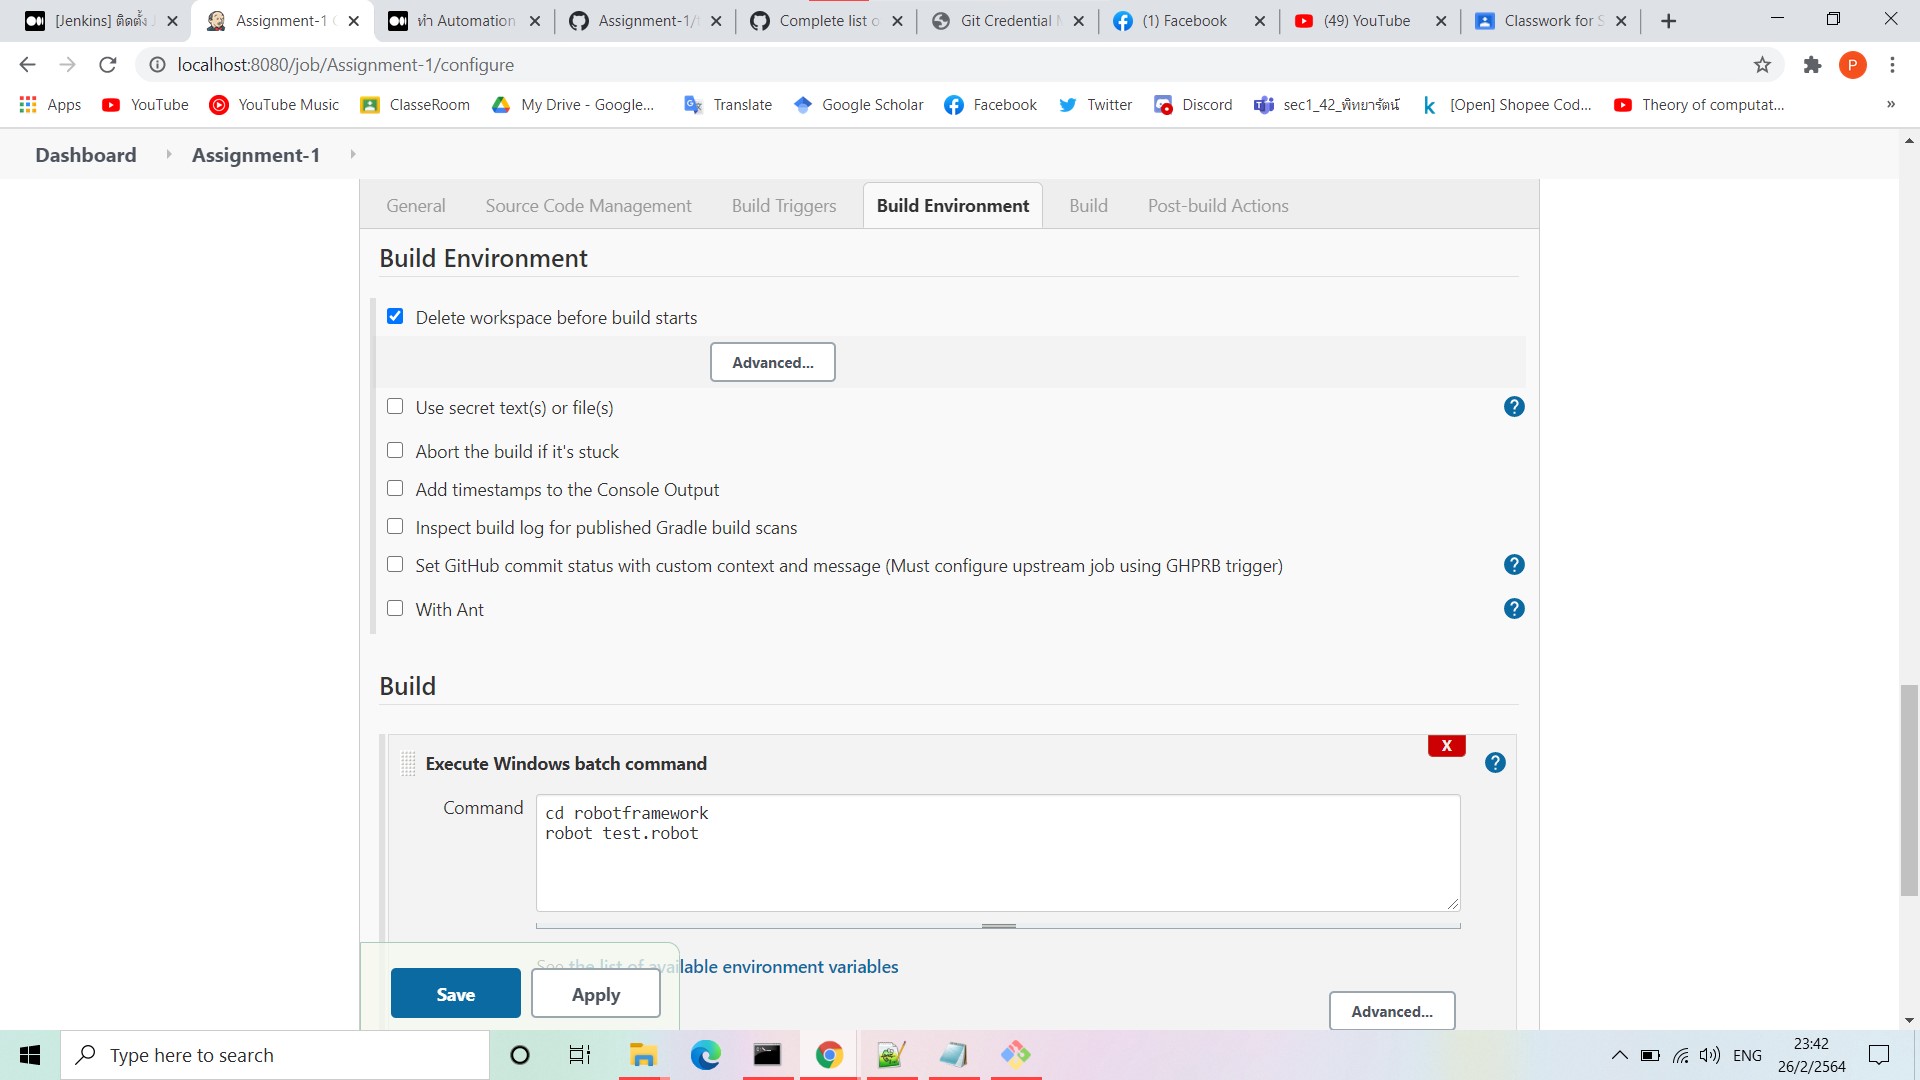 [Jenkins] ติดตั้ง J
Assignment-1 C
ทำ Automation
Assignment-1/
Complete list o
Git Credential M
(1) Facebook
(49) YouTube
Classwork for S
localhost:8080/job/Assignment-1/configure
P
Apps
YouTube
YouTube Music
ClasseRoom
My Drive - Google...
Translate
Google Scholar
Facebook
Twitter
Discord
sec1_42_พิทยารัตน์
[Open] Shopee Cod...
Theory of computat...
»
Dashboard
Assignment-1
General
Source Code Management
Build Triggers
Build Environment
Build
Post-build Actions
Build Environment
Delete workspace before build starts
Advanced...
Use secret text(s) or file(s)
?
Abort the build if it's stuck
Add timestamps to the Console Output
Inspect build log for published Gradle build scans
Set GitHub commit status with custom context and message (Must configure upstream job using GHPRB trigger)
?
With Ant
?
Build
X
Execute Windows batch command
?
Command
cd robotframework
robot test.robot
See the list of available environment variables
Save
Apply
Advanced...
Type here to search
ENG
23:42
26/2/2564